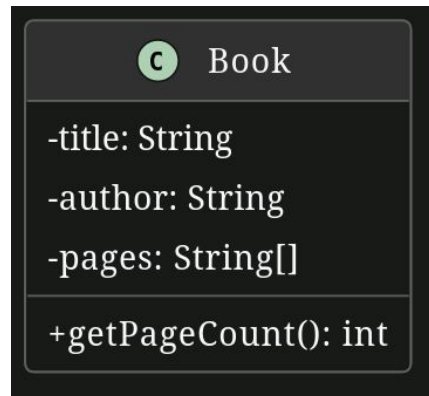 C Book
-title: String
-author: String
-pages: String[]
+getPageCount(): int